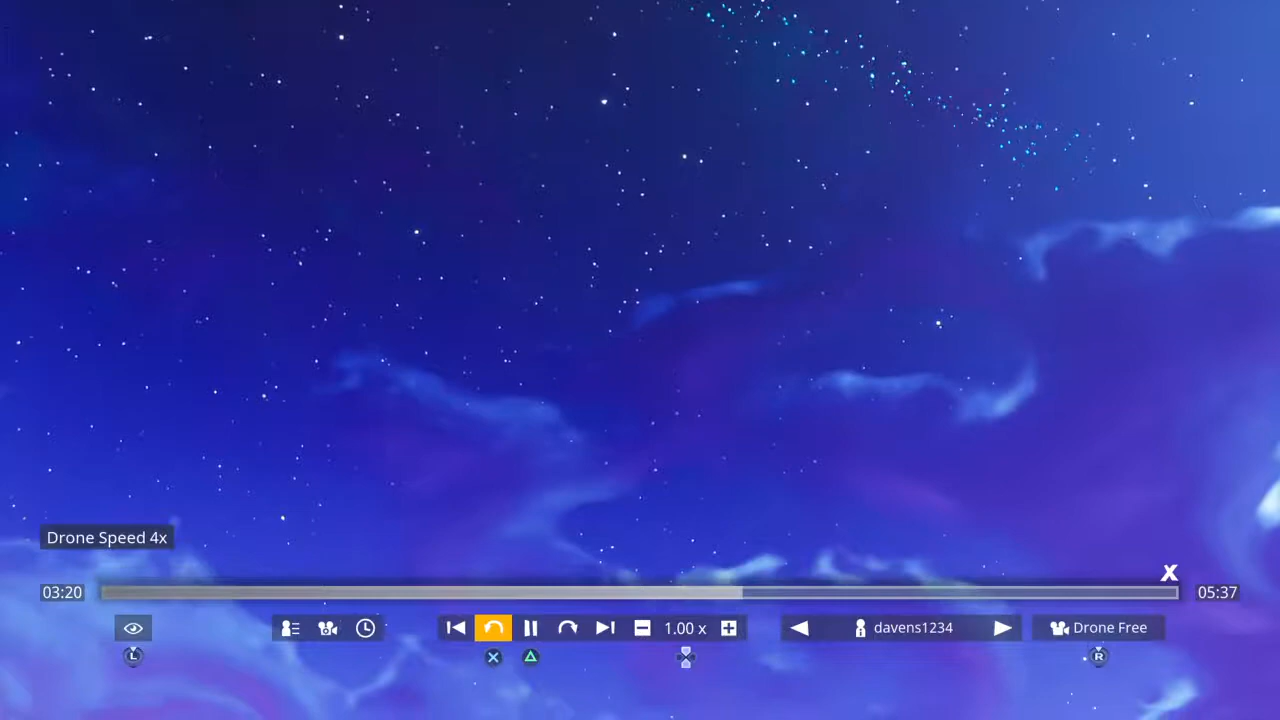 Drone Speed 4x
X
03:20
05:37
1.00 x
davens1234
Drone Free
L
R